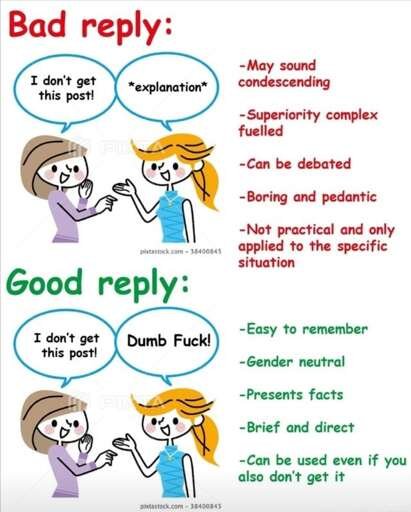 Bad reply:
I don't get
this post!
*explanation*
-May sound
condescending
-Superiority complex
fuelled
-Can be debated
-Boring and pedantic
-Not practical and only
applied to the specific
situation
pixtastock.com - 38400845
Good reply:
I don't get
this post!
Dumb Fuck!
-Easy to remember
-Gender neutral
-Presents facts
-Brief and direct
-Can be used even if you
also don't get it
pixtastock.com - 38400845